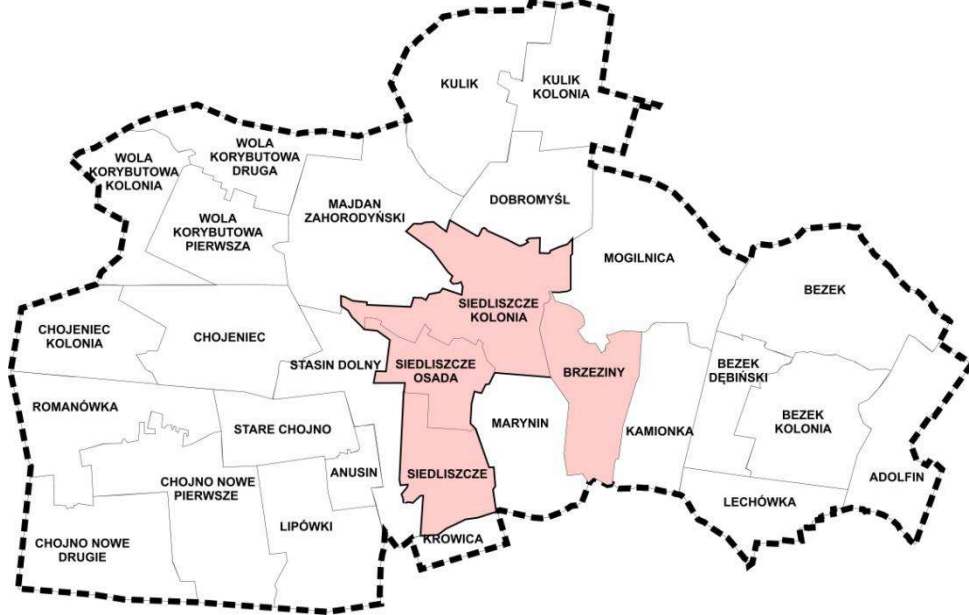 KULIK
KULIK
KOLONIA
WOLA
KORYBUTOWA
DRUGA
WOLA
KORYBUTOWA
KOLONIA
WOLA
KORYBUTOWA
PIERWSZA
MAJDAN
ZAHORODYŃSKI
DOBROMYŚL
MOGILNICA
BEZEK
SIEDLISZCZE
KOLONIA
CHOJENIEC
KOLONIA
CHOJENIEC
STASIN DOLNY
SIEDLISZCZE
OSADA
BRZEZINY
BEZEK
DĘBIŃSKI
BEZEK
KOLONIA
ROMANÓWKA
STARE CHOJNO
MARYNIN
KAMIONKA
ANUSIN
SIEDLISZCZE
CHOJNO NOWE
PIERWSZE
ADOLFIN
LECHÓWKA
LIPÓWKI
KROWICA
CHOJNO NOWE
DRUGIE